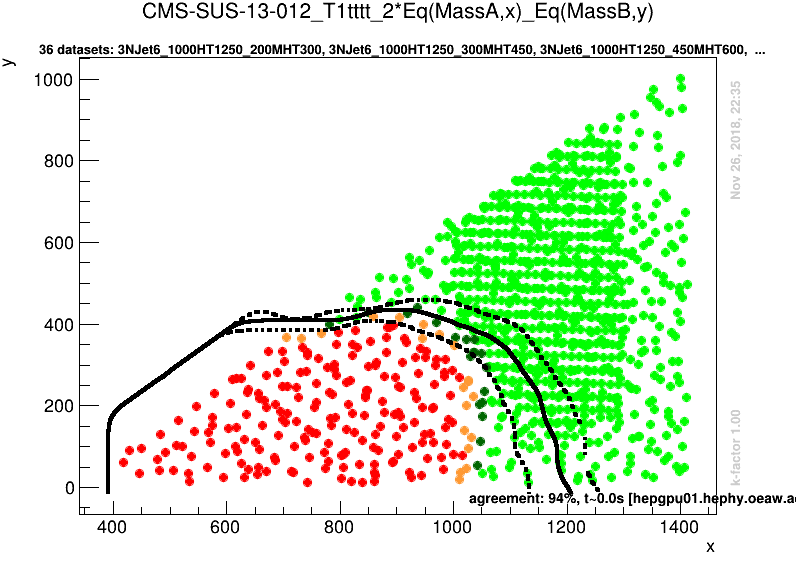 CMS-SUS-13-012_T1tttt_2*Eq(MassA,x)_Eq(MassB,y)
36 datasets: 3NJet6_1000HT1250_200MHT300, 3NJet6_1000HT1250_300MHT450, 3NJet6_1000HT1250_450MHT600, ...
y
1000
800
600
400
200
0
400 600 800 1000 1200 1400
x
Nov 26, 2018, 22:35
k-factor 1.00
agreement: 94%, t~0.0s [hepgpu01.hephy.oeaw.a